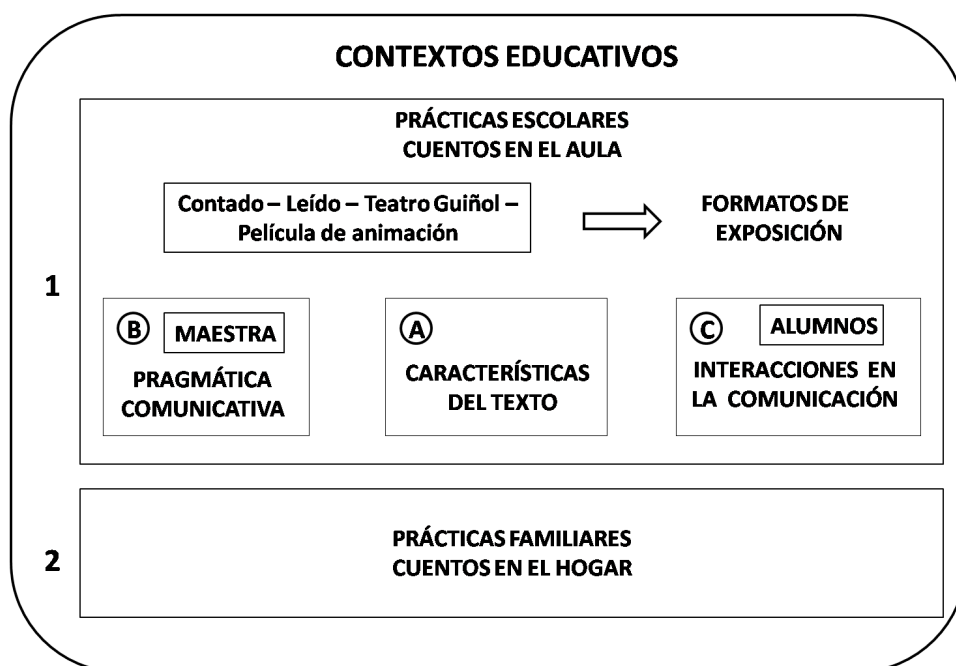 CONTEXTOS EDUCATIVOS
PRÁCTICAS ESCOLARES
CUENTOS EN EL AULA
Contado – Leído – Teatro Guiñol –
Película de animación
FORMATOS DE
EXPOSICIÓN
1
B MAESTRA
PRAGMÁTICA
COMUNICATIVA
A
CARACTERÍSTICAS
DEL TEXTO
C ALUMNOS
INTERACCIONES EN
LA COMUNICACIÓN
2
PRÁCTICAS FAMILIARES
CUENTOS EN EL HOGAR